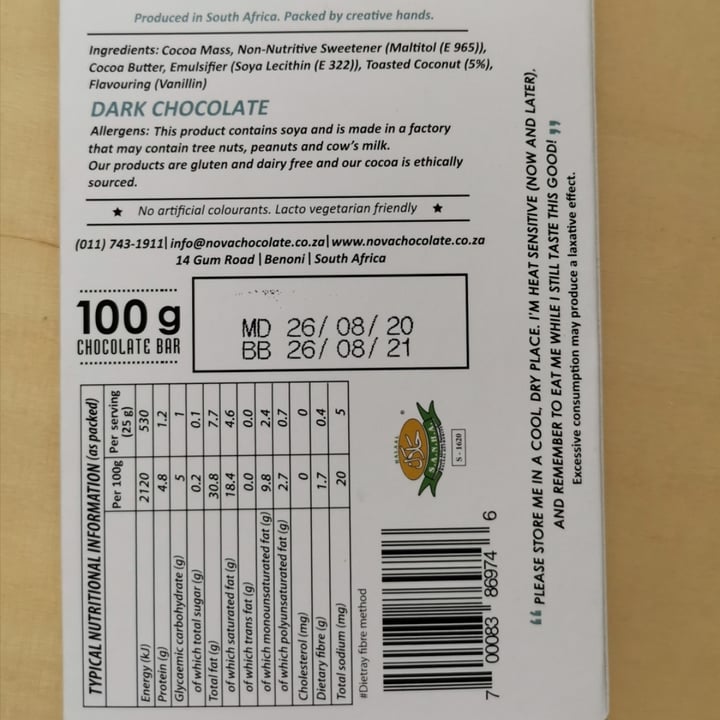 Produced in South Africa. Packed by creative hands.
Ingredients: Cocoa Mass, Non-Nutritive Sweetener (Maltitol (E 965)),
Cocoa Butter, Emulsifier (Soya Lecithin (E 322)), Toasted Coconut (5%),
Flavouring (Vanillin)
DARK CHOCOLATE
Allergens: This product contains soya and is made in a factory
that may contain tree nuts, peanuts and cow's milk.
Our products are gluten and dairy free and our cocoa is ethically
sourced.
★ No artificial colourants. Lacto vegetarian friendly ★
(011) 743-1911| info@novachocolate.co.za| www.novachocolate.co.za
14 Gum Road | Benoni | South Africa
100 g
CHOCOLATE BAR
MD 26/ 08/ 20
BB 26/ 08/ 21
TYPICAL NUTRITIONAL INFORMATION (as packed)
Per 100g Per serving (25 g)
Energy (kJ) 2120 530
Protein (g) 4.8 1.2
Glycaemic carbohydrate (g) 5 1
of which total sugar (g) 0.2 0.1
Total fat (g) 30.8 7.7
of which saturated fat (g) 18.4 4.6
of which trans fat (g) 0.0 0.0
of which monounsaturated fat (g) 9.8 2.4
of which polyunsaturated fat (g) 2.7 0.7
Cholesterol (mg) 0 0
Dietary fibre (g) 1.7 0.4
Total sodium (mg) 20 5
#Dietray fibre method
S.A.N.H.A.
S - 1620
7 00083 86974 6
“ PLEASE STORE ME IN A COOL, DRY PLACE. I'M HEAT SENSITIVE (NOW AND LATER).
AND REMEMBER TO EAT ME WHILE I STILL TASTE THIS GOOD! ”
Excessive consumption may produce a laxative effect.